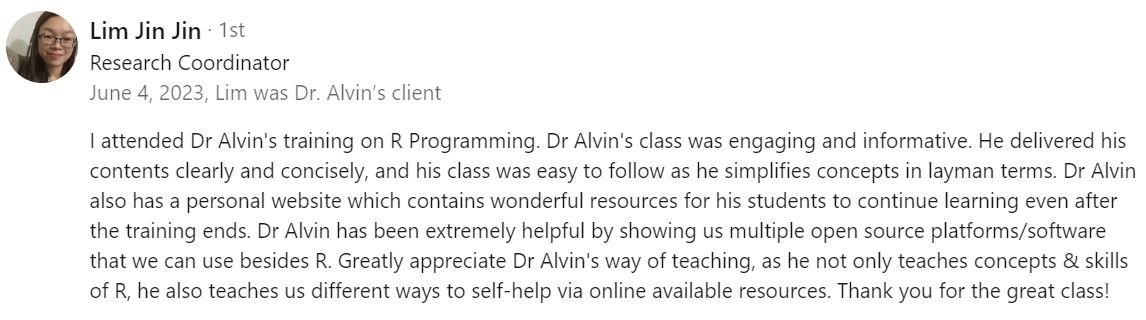 Lim Jin Jin · 1st
Research Coordinator
June 4, 2023, Lim was Dr. Alvin’s client
I attended Dr Alvin's training on R Programming. Dr Alvin's class was engaging and informative. He delivered his
contents clearly and concisely, and his class was easy to follow as he simplifies concepts in layman terms. Dr Alvin
also has a personal website which contains wonderful resources for his students to continue learning even after
the training ends. Dr Alvin has been extremely helpful by showing us multiple open source platforms/software
that we can use besides R. Greatly appreciate Dr Alvin's way of teaching, as he not only teaches concepts & skills
of R, he also teaches us different ways to self-help via online available resources. Thank you for the great class!